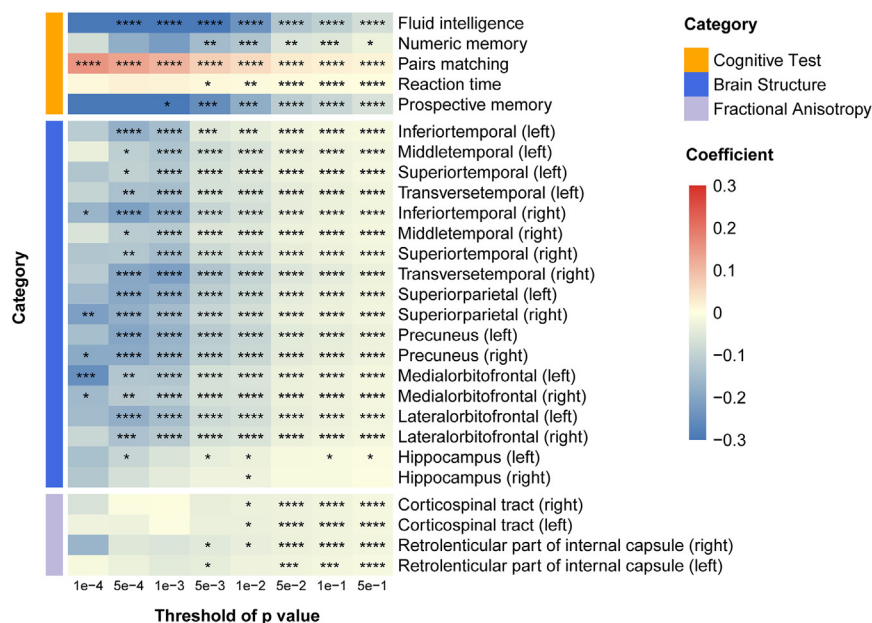 **** **** **** **** **** **** **** Fluid intelligence
** *** ** *** * Numeric memory
**** **** **** **** **** **** **** **** Pairs matching
* ** **** **** **** Reaction time
* *** *** **** **** **** Prospective memory
**** **** *** *** **** **** **** Inferiortemporal (left)
* **** **** **** **** **** **** Middletemporal (left)
* **** **** **** **** **** **** Superiortemporal (left)
** **** **** **** **** **** **** Transversetemporal (left)
* **** **** **** **** **** **** **** Inferiortemporal (right)
* **** **** **** **** **** **** Middletemporal (right)
** **** **** **** **** **** **** Superiortemporal (right)
**** **** **** **** **** **** **** Transversetemporal (right)
**** **** **** **** **** **** **** Superiorparietal (left)
** **** **** **** **** **** **** **** Superiorparietal (right)
**** **** **** **** **** **** **** Precuneus (left)
* **** **** **** **** **** **** **** Precuneus (right)
*** ** **** **** **** **** **** **** Medialorbitofrontal (left)
* ** **** **** **** **** **** **** Medialorbitofrontal (right)
**** **** **** **** **** **** **** Lateralorbitofrontal (left)
*** **** **** **** **** **** **** Lateralorbitofrontal (right)
* * * * * Hippocampus (left)
* Hippocampus (right)
* **** **** **** Corticospinal tract (right)
* **** **** **** Corticospinal tract (left)
* * **** **** **** Retrolenticular part of internal capsule (right)
* *** *** **** Retrolenticular part of internal capsule (left)
1e−4 5e−4 1e−3 5e−3 1e−2 5e−2 1e−1 5e−1
Threshold of p value
Category
Category
Cognitive Test
Brain Structure
Fractional Anisotropy
Coefficient
0.3
0.2
0.1
0
−0.1
−0.2
−0.3